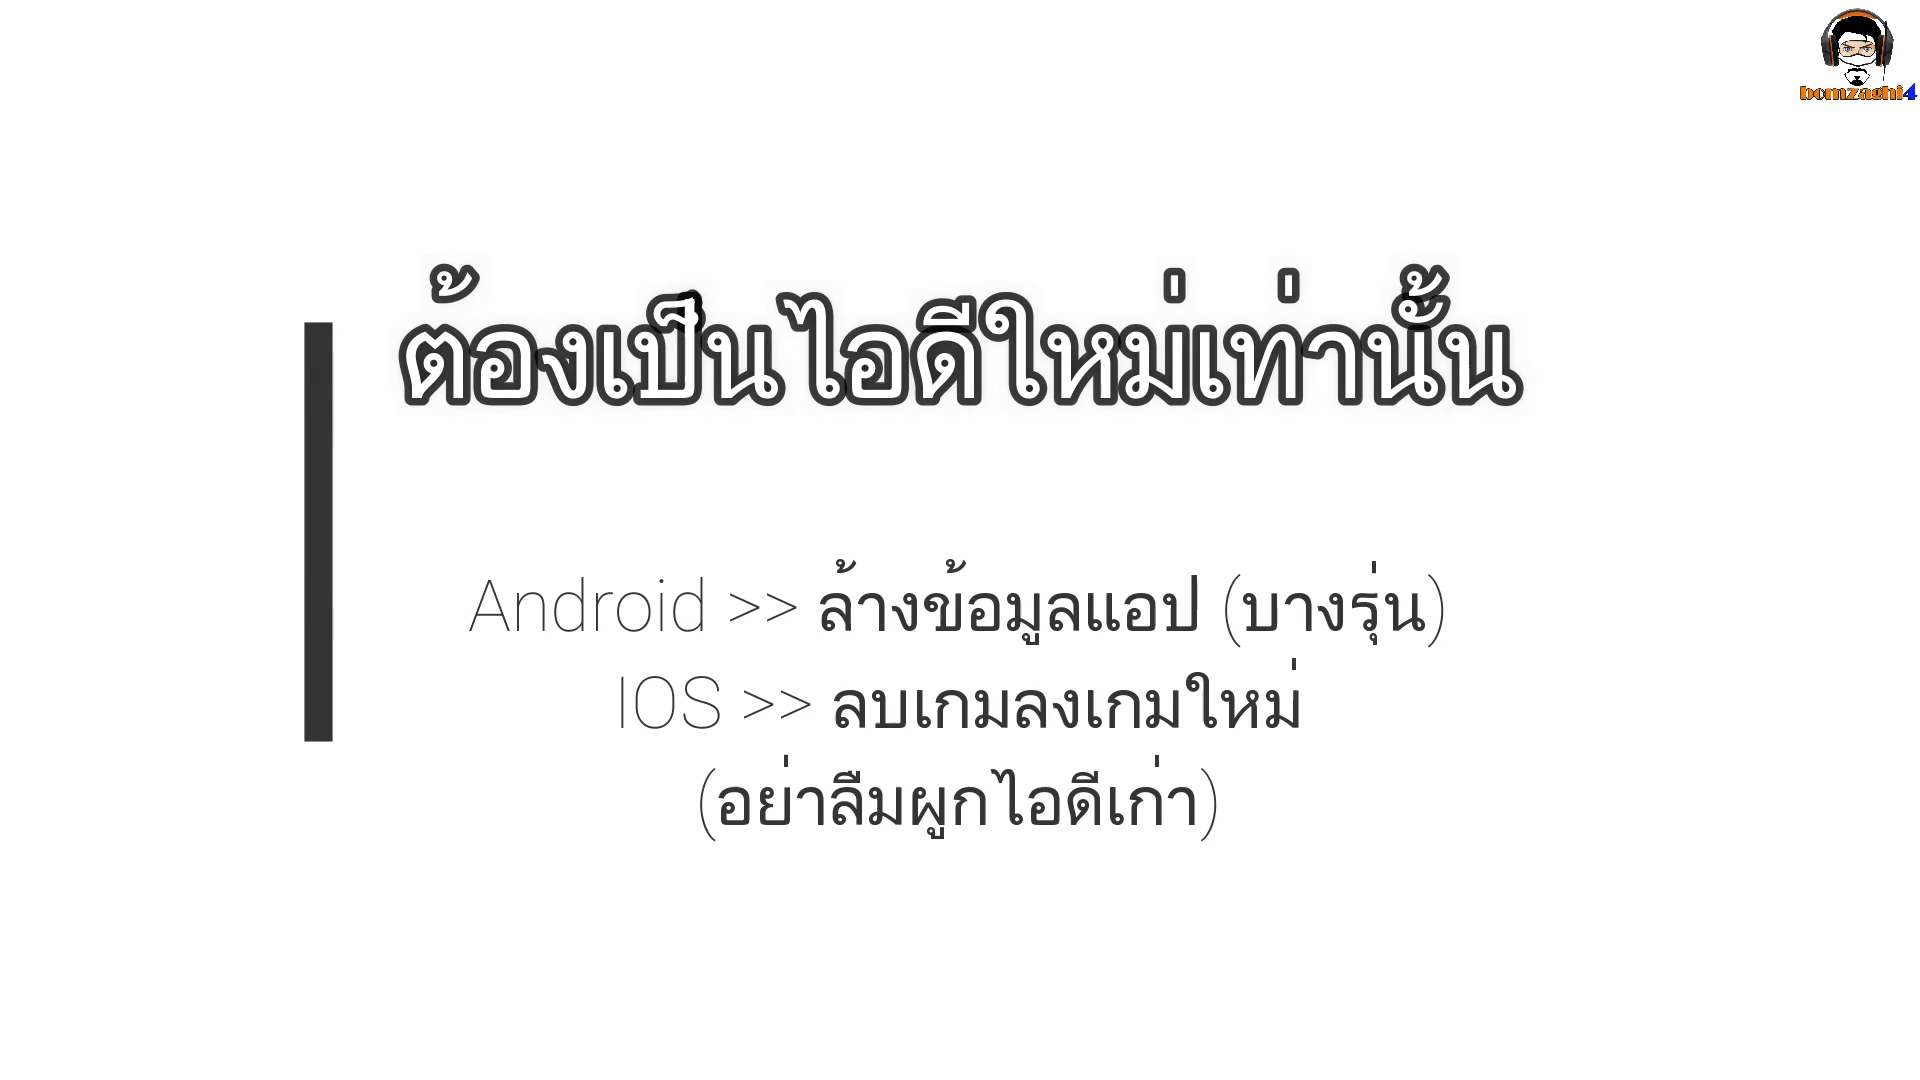 bomzaghi4
ต้องเป็นไอดีใหม่เท่านั้น
Android >> ล้างข้อมูลแอป (บางรุ่น)
IOS >> ลบเกมลงเกมใหม่
(อย่าลืมผูกไอดีเก่า)